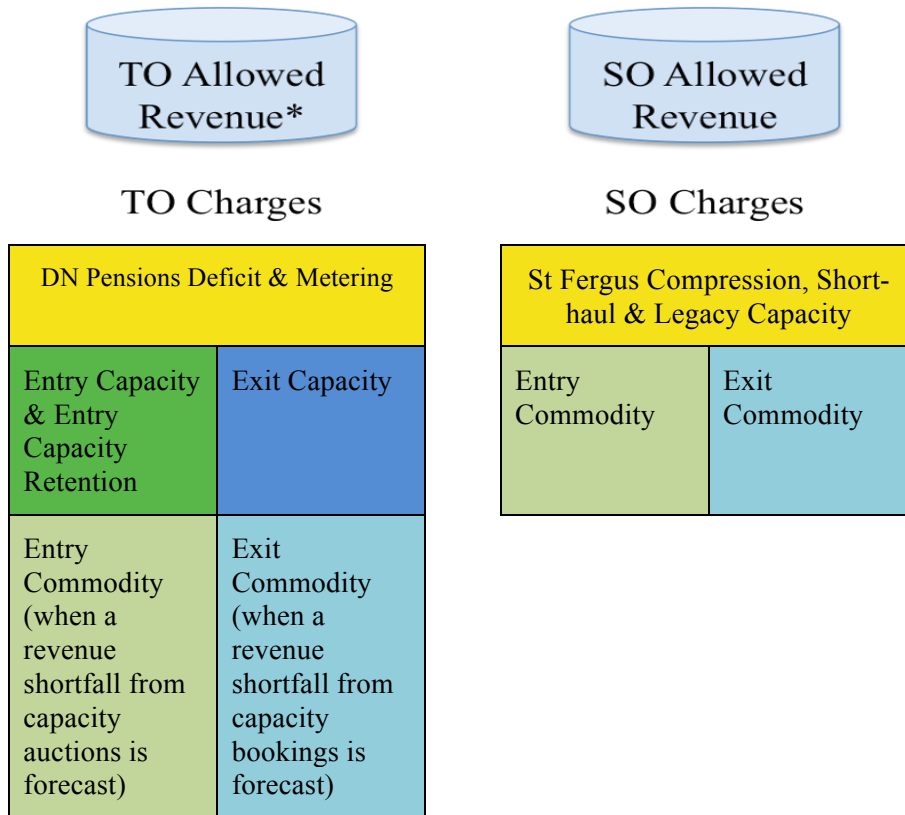 TO Allowed
Revenue*
SO Allowed
Revenue
TO Charges
SO Charges
DN Pensions Deficit & Metering
St Fergus Compression, Short-
haul & Legacy Capacity
Entry Capacity
& Entry
Capacity
Retention
Exit Capacity
Entry
Commodity
Exit
Commodity
Entry
Commodity
(when a
revenue
shortfall from
capacity
auctions is
forecast)
Exit
Commodity
(when a
revenue
shortfall from
capacity
bookings is
forecast)